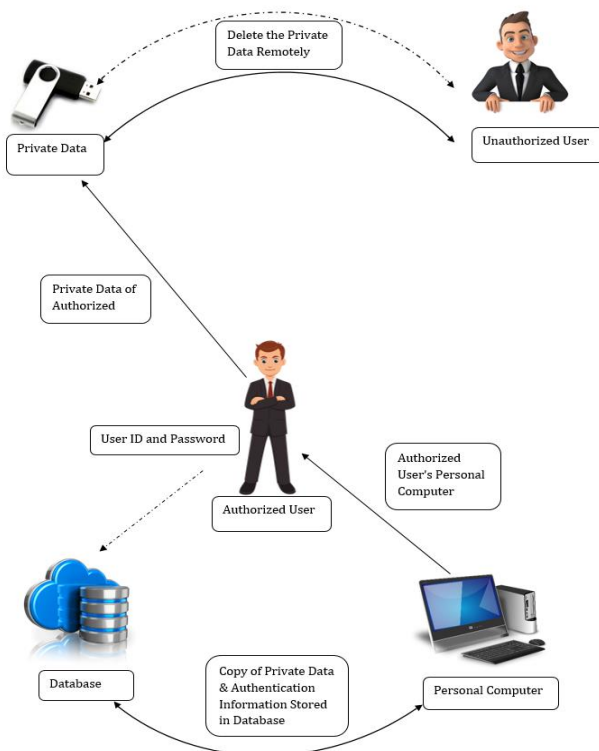 Delete the Private
Data Remotely
Private Data
Unauthorized User
Private Data of
Authorized
User ID and Password
Authorized
User's Personal
Computer
Authorized User
Database
Copy of Private Data
& Authentication
Information Stored
in Database
Personal Computer